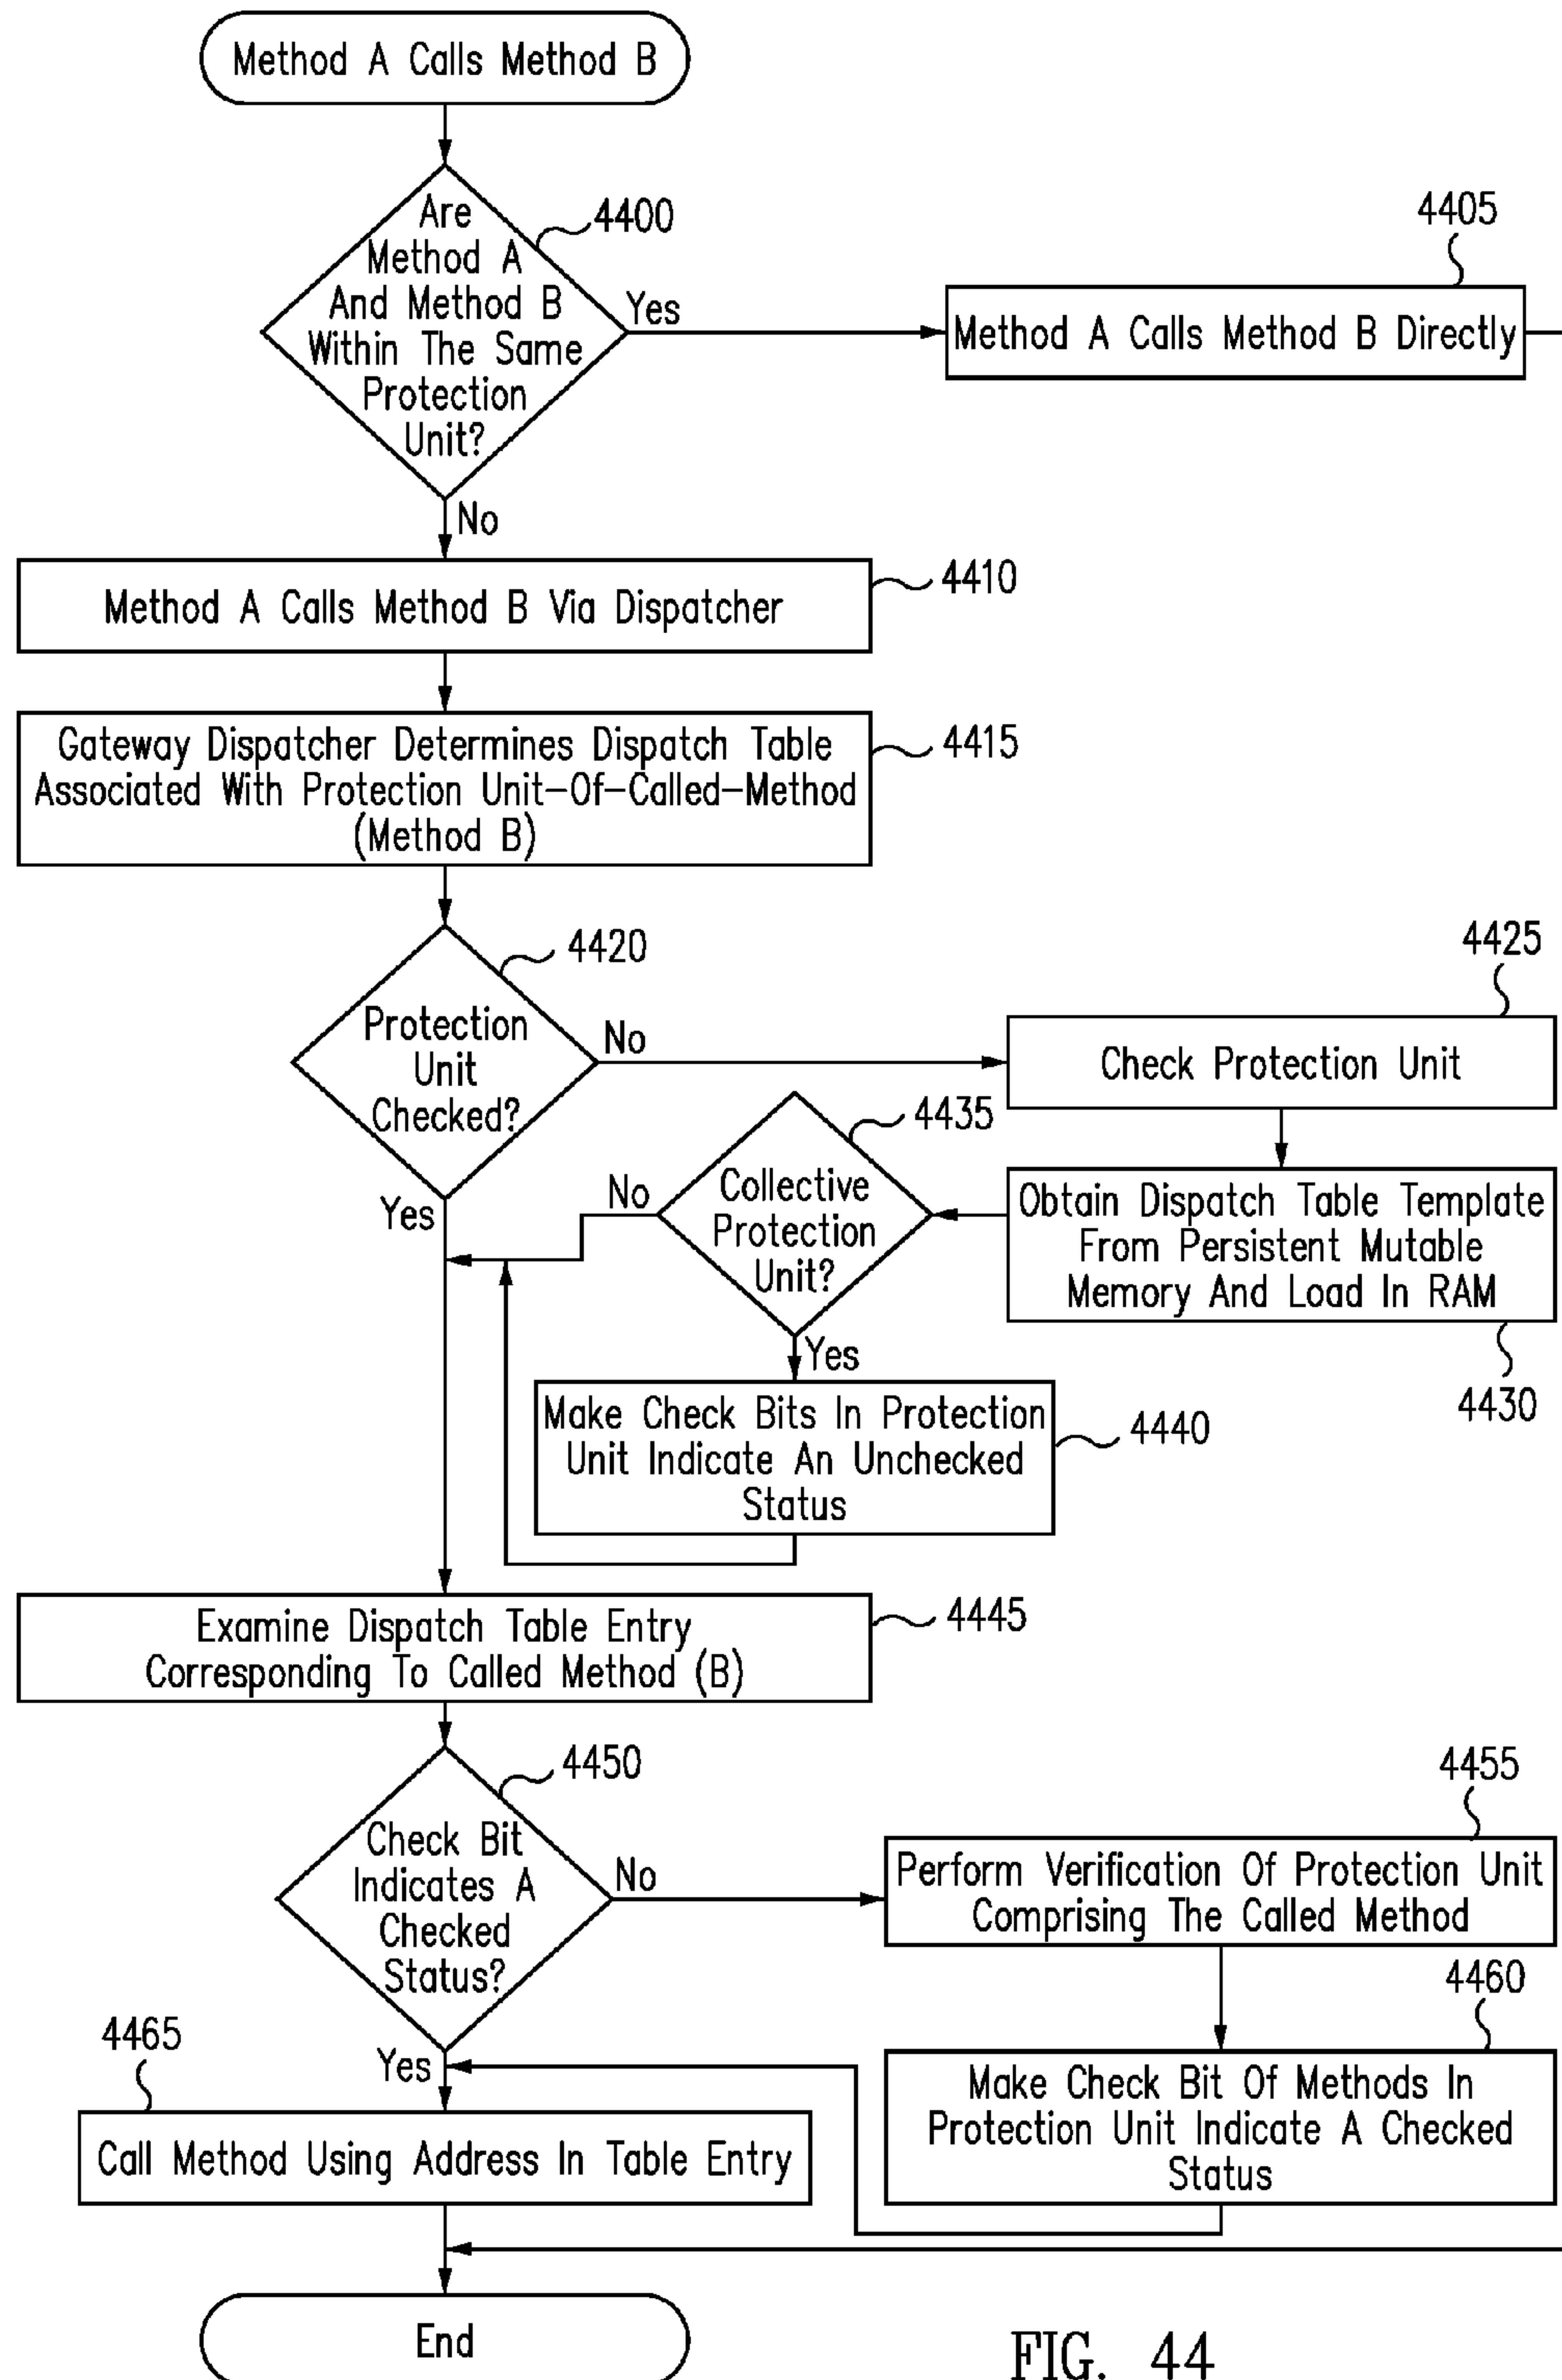 Method A Calls Method B
Are
Method A
And Method B
Within The Same
Protection
Unit?
4400
Yes
4405
Method A Calls Method B Directly
No
Method A Calls Method B Via Dispatcher
4410
Gateway Dispatcher Determines Dispatch Table
Associated With Protection Unit-Of-Called-Method
(Method B)
4415
4420
Protection
Unit
Checked?
No
4425
Check Protection Unit
Yes
4435
Collective
Protection
Unit?
No
Obtain Dispatch Table Template
From Persistent Mutable
Memory And Load In RAM
4430
Yes
Make Check Bits In Protection
Unit Indicate An Unchecked
Status
4440
Examine Dispatch Table Entry
Corresponding To Called Method (B)
4445
4450
Check Bit
Indicates A
Checked
Status?
No
4455
Perform Verification Of Protection Unit
Comprising The Called Method
4460
Make Check Bit Of Methods In
Protection Unit Indicate A Checked
Status
4465
Yes
Call Method Using Address In Table Entry
End
FIG. 44